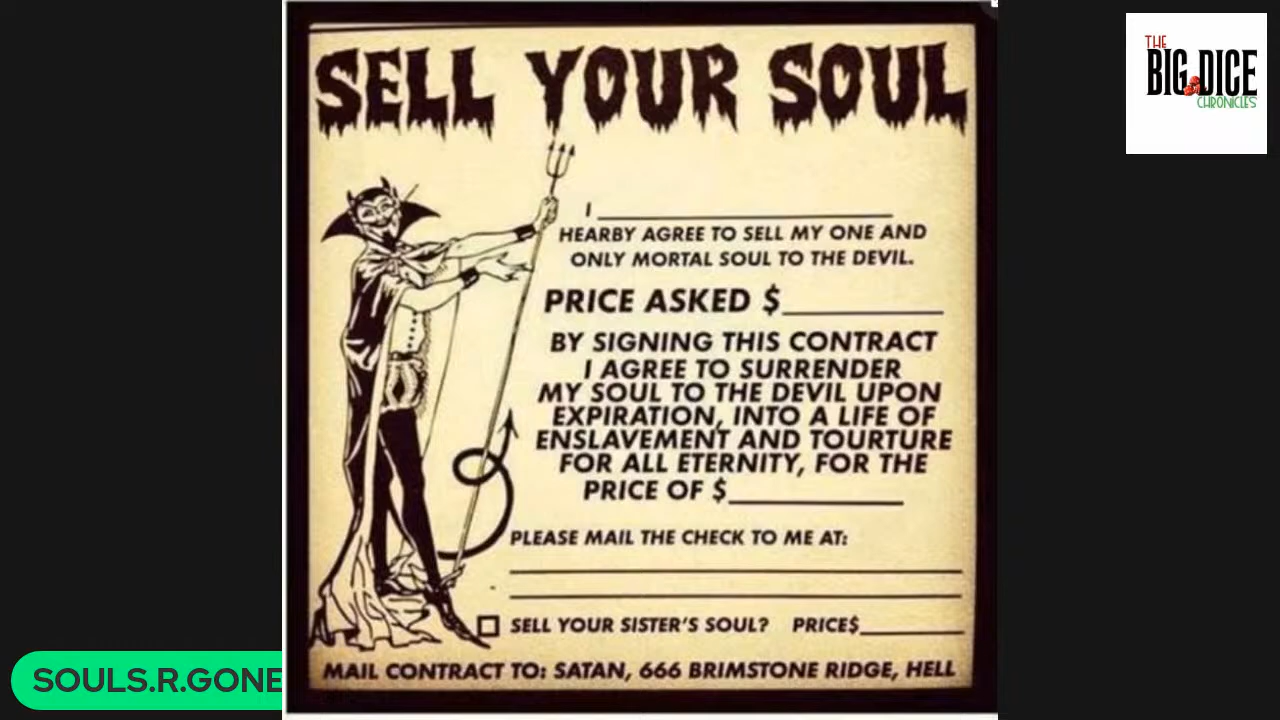 SELL YOUR SOUL
I
HEARBY AGREE TO SELL MY ONE AND
ONLY MORTAL SOUL TO THE DEVIL.
PRICE ASKED $
BY SIGNING THIS CONTRACT
I AGREE TO SURRENDER
MY SOUL TO THE DEVIL UPON
EXPIRATION, INTO A LIFE OF
ENSLAVEMENT AND TOURTURE
FOR ALL ETERNITY, FOR THE
PRICE OF $
PLEASE MAIL THE CHECK TO ME AT:
SELL YOUR SISTER'S SOUL? PRICE$
MAIL CONTRACT TO: SATAN, 666 BRIMSTONE RIDGE, HELL
THE
BIG DICE
CHRONICLES
SOULS.R.GONE